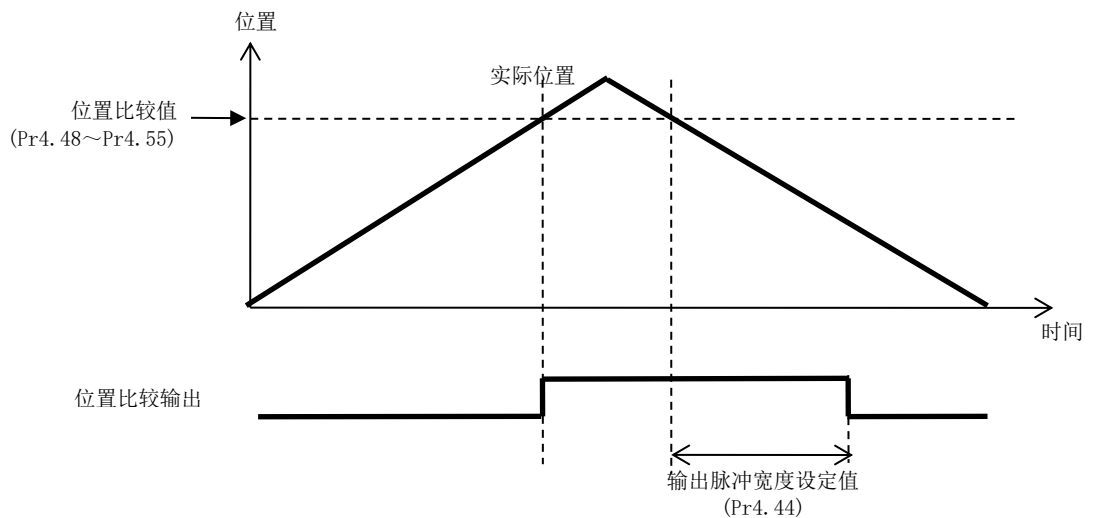 位置
实际位置
位置比较值
(Pr4.48～Pr4.55)
时间
位置比较输出
输出脉冲宽度设定值
(Pr4.44)